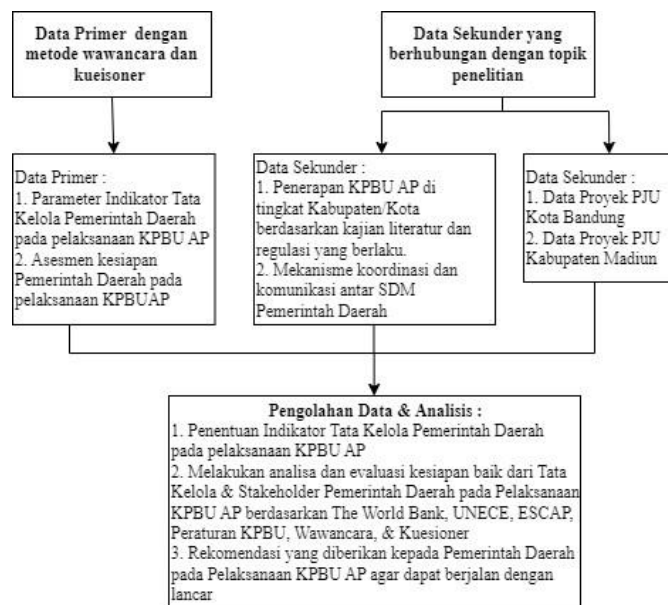 Data Primer dengan
metode wawancara dan
kueisoner
Data Sekunder yang
berhubungan dengan topik
penelitian
Data Primer :
1. Parameter Indikator Tata
Kelola Pemerintah Daerah
pada pelaksanaan KPBU AP
2. Asesmen kesiapan
Pemerintah Daerah pada
pelaksanaan KPBUAP
Data Sekunder :
1. Penerapan KPBU AP di
tingkat Kabupaten/Kota
berdasarkan kajian literatur dan
regulasi yang berlaku.
2. Mekanisme koordinasi dan
komunikasi antar SDM
Pemerintah Daerah
Data Sekunder :
1. Data Proyek PJU
Kota Bandung
2. Data Proyek PJU
Kabupaten Madiun
Pengolahan Data & Analisis :
1. Penentuan Indikator Tata Kelola Pemerintah Daerah
pada pelaksanaan KPBU AP
2. Melakukan analisa dan evaluasi kesiapan baik dari Tata
Kelola & Stakeholder Pemerintah Daerah pada Pelaksanaan
KPBU AP berdasarkan The World Bank, UNECE, ESCAP,
Peraturan KPBU, Wawancara, & Kuesioner
3. Rekomendasi yang diberikan kepada Pemerintah Daerah
pada Pelaksanaan KPBU AP agar dapat berjalan dengan
lancar